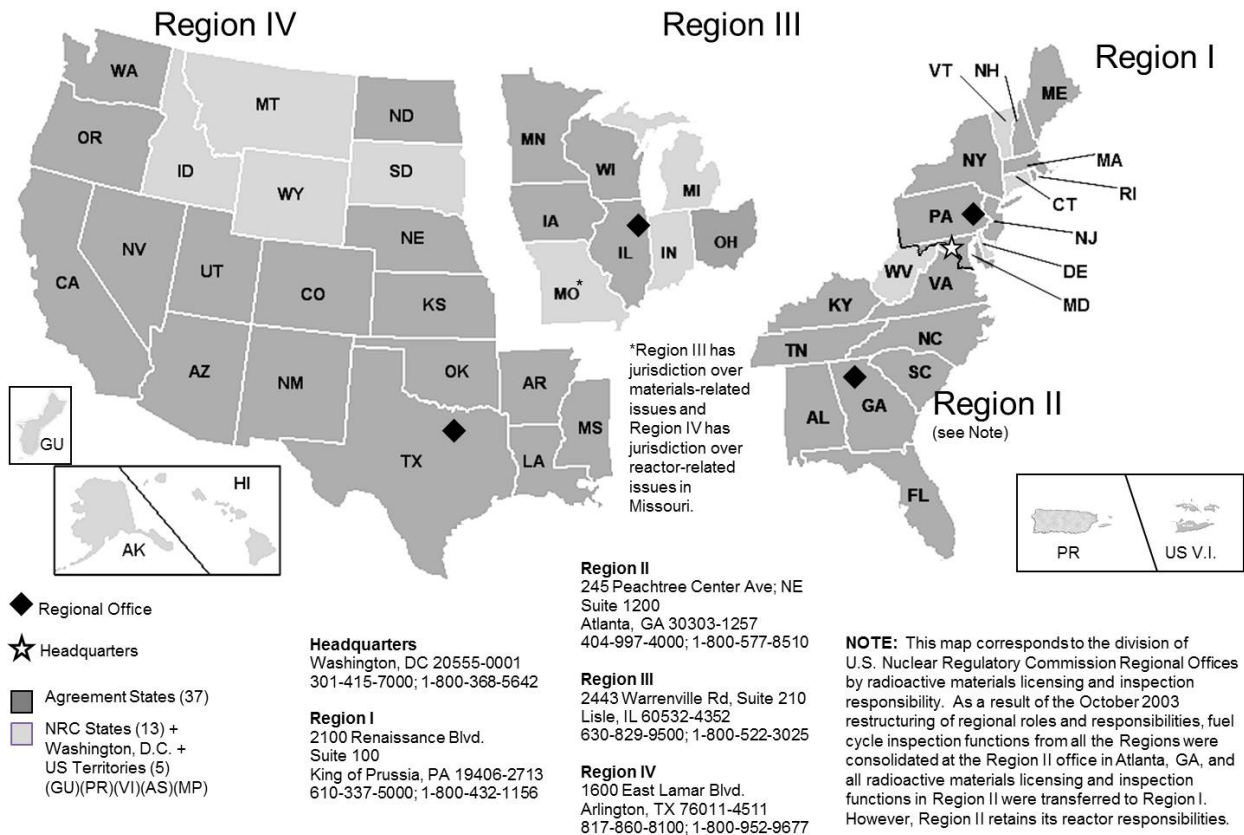 Region IV
Region III
Region I
WA
OR
CA
NV
ID
MT
WY
UT
AZ
CO
NM
ND
SD
NE
KS
OK
TX
AR
LA
MS
MN
IA
MO*
WI
IL
MI
IN
OH
VT
NH
ME
NY
MA
RI
CT
PA
NJ
DE
MD
WV
VA
KY
TN
NC
SC
AL
GA
FL
Region II
(see Note)
*Region III has
jurisdiction over
materials-related
issues and
Region IV has
jurisdiction over
reactor-related
issues in
Missouri.
GU
AK
HI
PR
US V.I.
Regional Office
Headquarters
Agreement States (37)
NRC States (13) +
Washington, D.C. +
US Territories (5)
(GU)(PR)(VI)(AS)(MP)
Headquarters
Washington, DC 20555-0001
301-415-7000; 1-800-368-5642
Region I
2100 Renaissance Blvd.
Suite 100
King of Prussia, PA 19406-2713
610-337-5000; 1-800-432-1156
Region II
245 Peachtree Center Ave; NE
Suite 1200
Atlanta, GA 30303-1257
404-997-4000; 1-800-577-8510
Region III
2443 Warrenville Rd, Suite 210
Lisle, IL 60532-4352
630-829-9500; 1-800-522-3025
Region IV
1600 East Lamar Blvd.
Arlington, TX 76011-4511
817-860-8100; 1-800-952-9677
NOTE: This map corresponds to the division of
U.S. Nuclear Regulatory Commission Regional Offices
by radioactive materials licensing and inspection
responsibility. As a result of the October 2003
restructuring of regional roles and responsibilities, fuel
cycle inspection functions from all the Regions were
consolidated at the Region II office in Atlanta, GA, and
all radioactive materials licensing and inspection
functions in Region II were transferred to Region I.
However, Region II retains its reactor responsibilities.